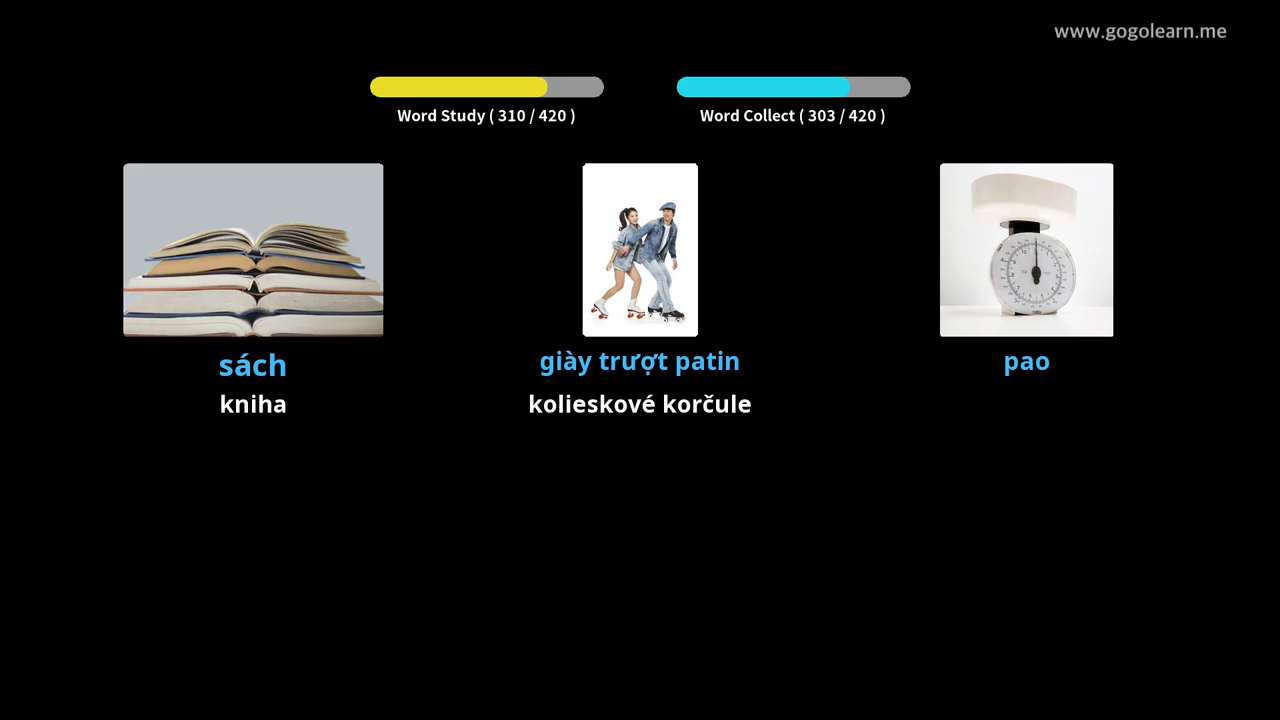 www.gogolearn.me
Word Study ( 310 / 420 )
Word Collect ( 303 / 420 )
sách
giày trượt patin
pao
kniha
kolieskové korčule